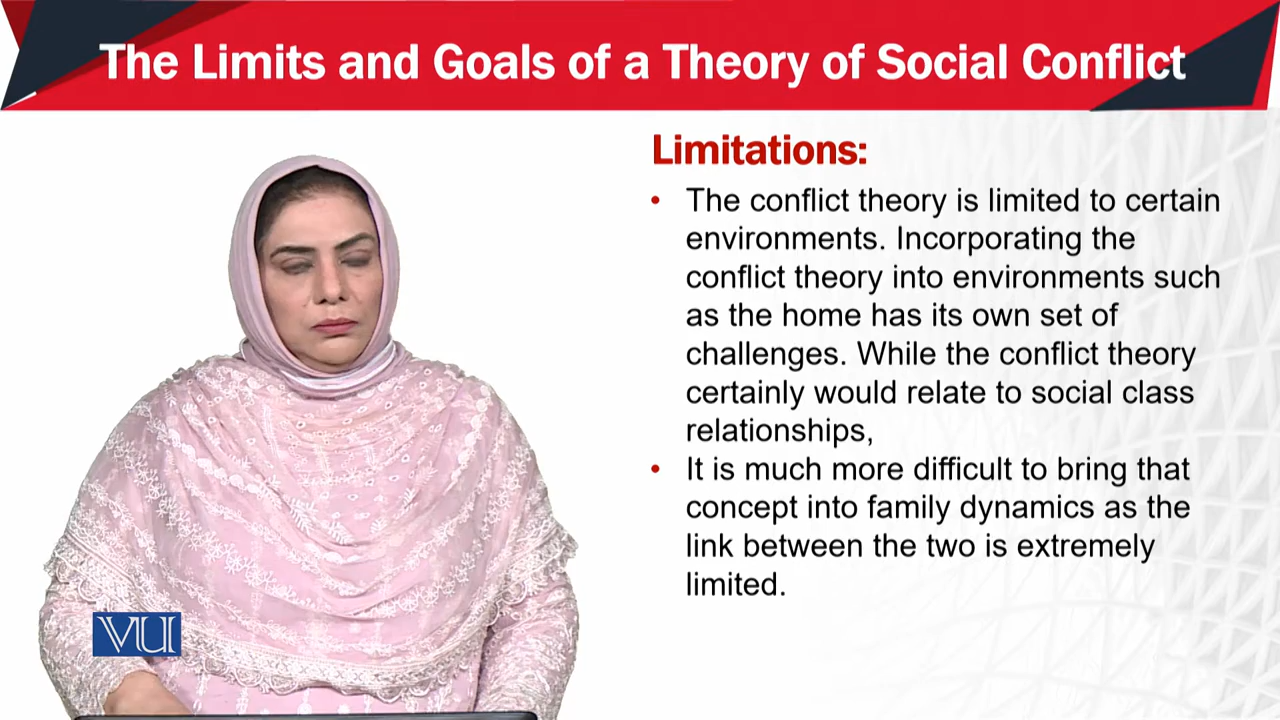 The Limits and Goals of a Theory of Social Conflict
Limitations:
• The conflict theory is limited to certain
environments. Incorporating the
conflict theory into environments such
as the home has its own set of
challenges. While the conflict theory
certainly would relate to social class
relationships,
• It is much more difficult to bring that
concept into family dynamics as the
link between the two is extremely
limited.
VU